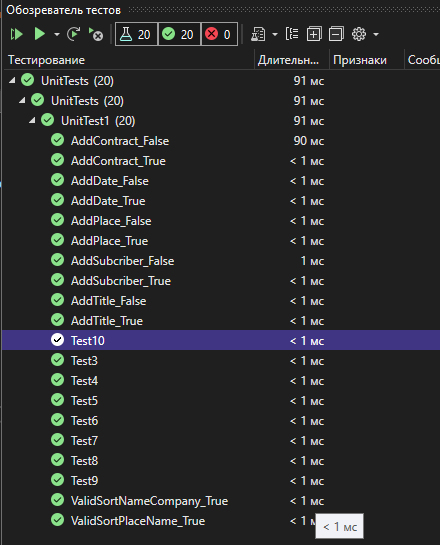 Обозреватель тестов
20 20 0
Тестирование Длительн... Признаки Сообщ
UnitTests (20) 91 мс
UnitTests (20) 91 мс
UnitTest1 (20) 91 мс
AddContract_False 90 мс
AddContract_True < 1 мс
AddDate_False < 1 мс
AddDate_True < 1 мс
AddPlace_False < 1 мс
AddPlace_True < 1 мс
AddSubcriber_False 1 мс
AddSubcriber_True < 1 мс
AddTitle_False < 1 мс
AddTitle_True < 1 мс
Test10 < 1 мс
Test3 < 1 мс
Test4 < 1 мс
Test5 < 1 мс
Test6 < 1 мс
Test7 < 1 мс
Test8 < 1 мс
Test9 < 1 мс
ValidSortNameCompany_True < 1 мс
ValidSortPlaceName_True < 1 мс
< 1 мс